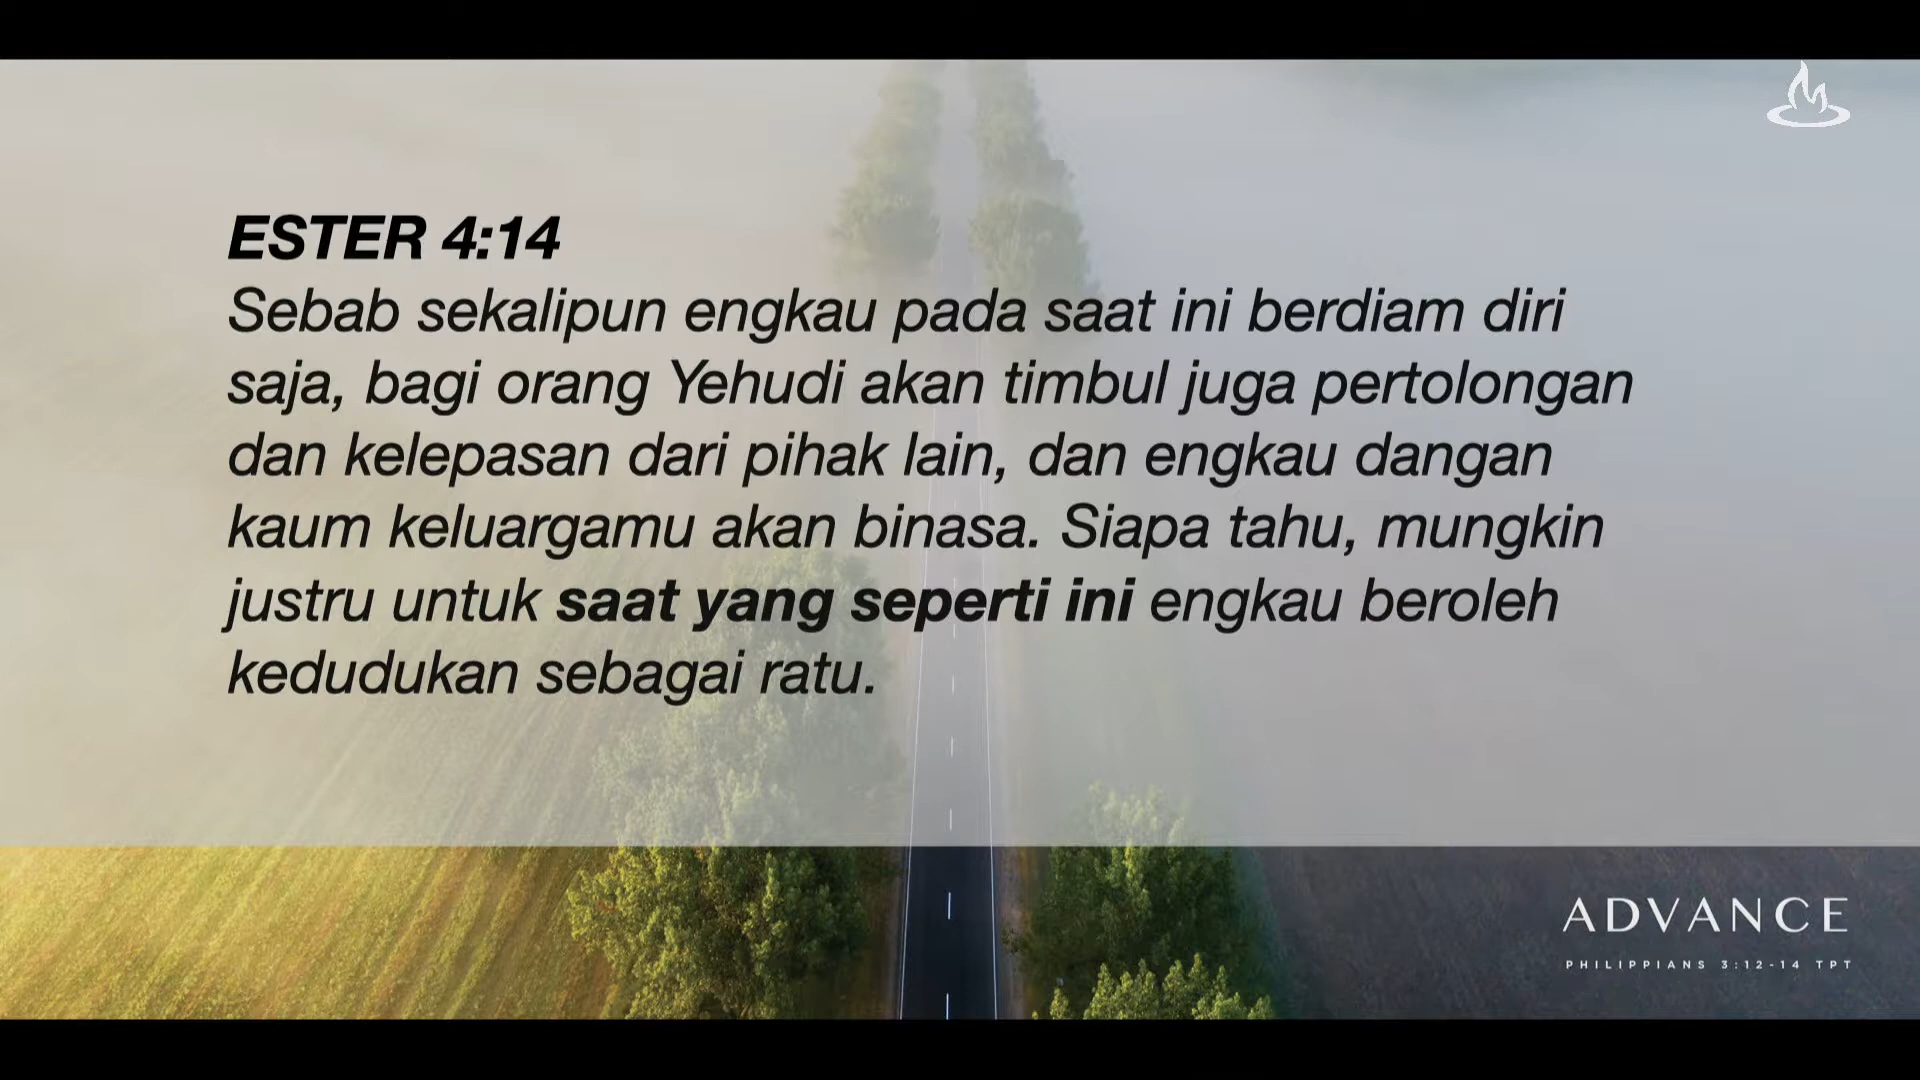 ESTER 4:14
Sebab sekalipun engkau pada saat ini berdiam diri
saja, bagi orang Yehudi akan timbul juga pertolongan
dan kelepasan dari pihak lain, dan engkau dangan
kaum keluargamu akan binasa. Siapa tahu, mungkin
justru untuk saat yang seperti ini engkau beroleh
kedudukan sebagai ratu.
ADVANCE
PHILIPPIANS 3:12-14 TPT